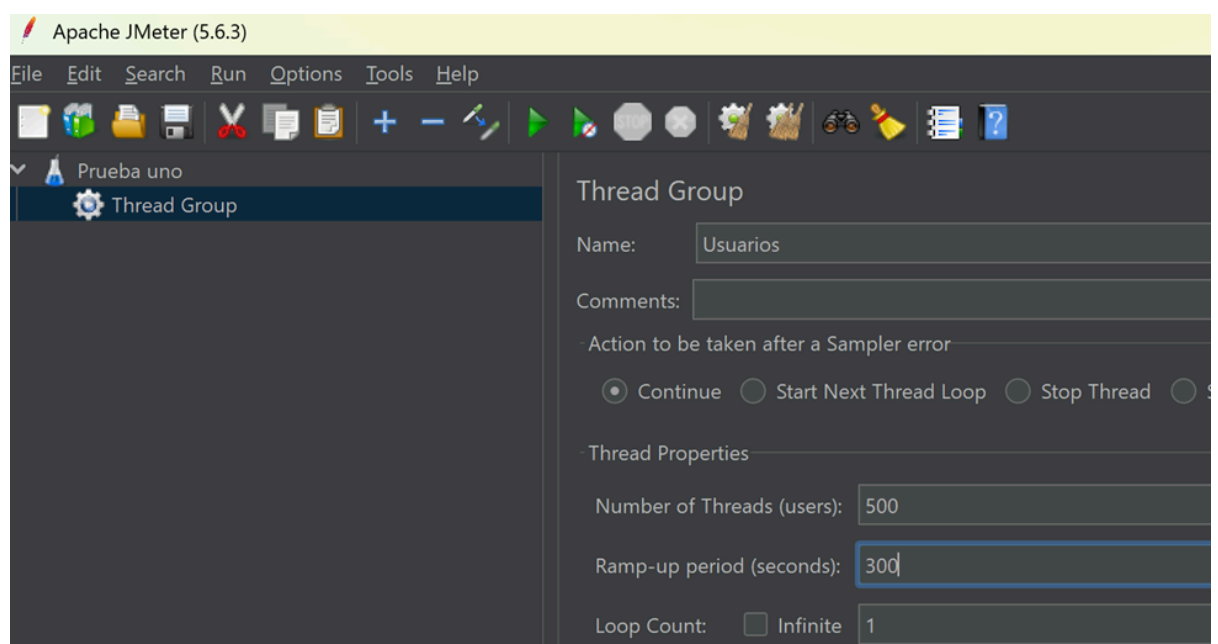 Apache JMeter (5.6.3)
File Edit Search Run Options Tools Help
STOP
Prueba uno
Thread Group
Thread Group
Name: Usuarios
Comments:
Action to be taken after a Sampler error
Continue Start Next Thread Loop Stop Thread S
Thread Properties
Number of Threads (users): 500
Ramp-up period (seconds): 300
Loop Count: Infinite 1